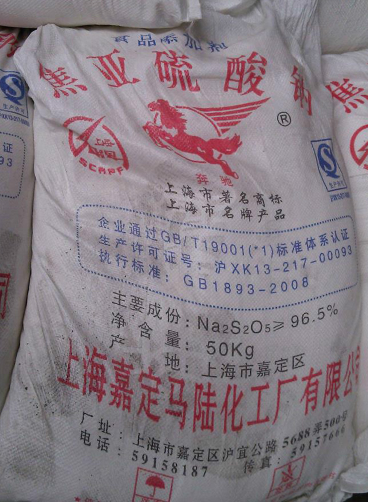 食品添加剂
焦亚硫酸钠
上海
SCAFF
®
奔驰
上海市著名商标
上海市名牌产品
企业通过GB/T19001(*1)标准体系认证
生产许可证号：沪XK13-217-00093
执行标准：GB1893-2008
主要成份：Na2S2O5≥96.5%
净含量：50Kg
产地：上海市嘉定区
上海嘉定马陆化工厂有限公
厂址：上海市嘉定区沪宜公路5688弄500号
电话：59158187 传真：591576